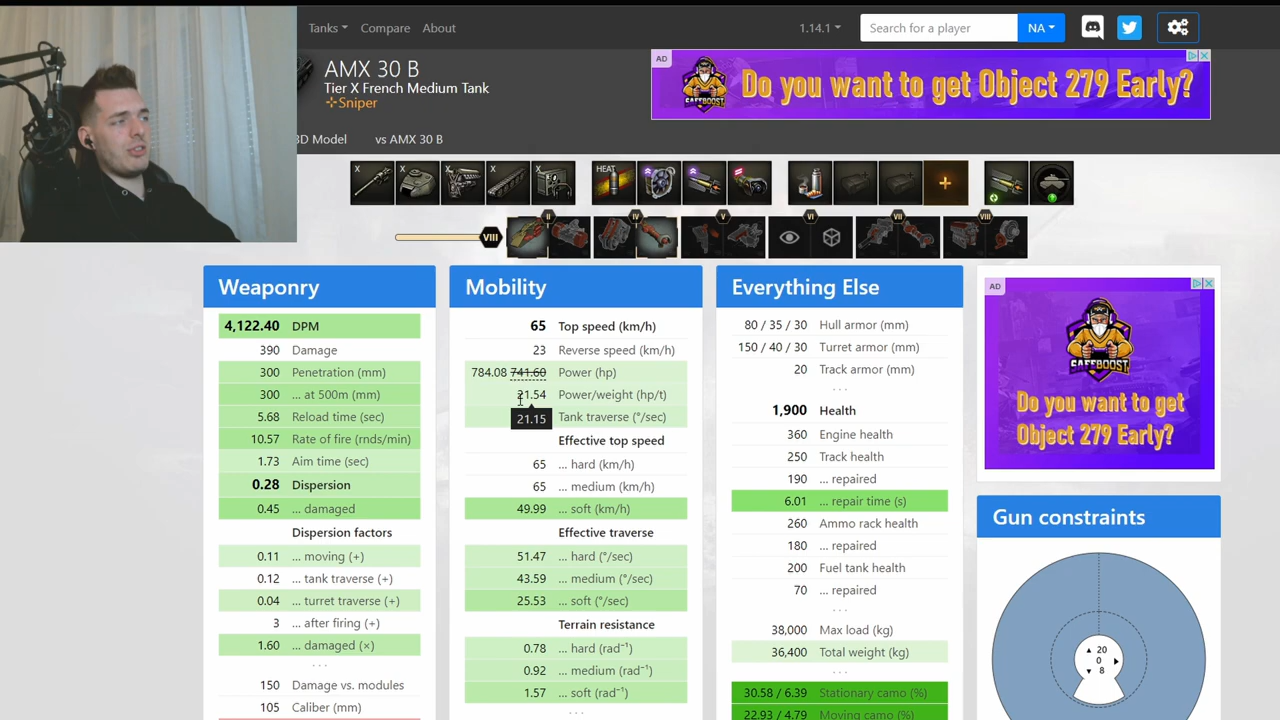 Tanks Compare About
1.14.1 Search for a player NA
AMX 30 B
Tier X French Medium Tank
Sniper
3D Model vs AMX 30 B
AD
Do you want to get Object 279 Early?
SAFEBOOST
X X X X X HEAT
VIII II IV V VI VII VIII
Weaponry
4,122.40 DPM
390 Damage
300 Penetration (mm)
300 ... at 500m (mm)
5.68 Reload time (sec)
10.57 Rate of fire (rnds/min)
1.73 Aim time (sec)
0.28 Dispersion
0.45 ... damaged
Dispersion factors
0.11 ... moving (+)
0.12 ... tank traverse (+)
0.04 ... turret traverse (+)
3 ... after firing (+)
1.60 ... damaged (×)
...
150 Damage vs. modules
105 Caliber (mm)
Mobility
65 Top speed (km/h)
23 Reverse speed (km/h)
784.08 741.60 Power (hp)
21.54 Power/weight (hp/t)
21.15 Tank traverse (°/sec)
Effective top speed
65 ... hard (km/h)
65 ... medium (km/h)
49.99 ... soft (km/h)
Effective traverse
51.47 ... hard (°/sec)
43.59 ... medium (°/sec)
25.53 ... soft (°/sec)
Terrain resistance
0.78 ... hard (rad⁻¹)
0.92 ... medium (rad⁻¹)
1.57 ... soft (rad⁻¹)
...
Everything Else
80 / 35 / 30 Hull armor (mm)
150 / 40 / 30 Turret armor (mm)
20 Track armor (mm)
...
1,900 Health
360 Engine health
250 Track health
190 ... repaired
6.01 ... repair time (s)
260 Ammo rack health
180 ... repaired
200 Fuel tank health
70 ... repaired
...
38,000 Max load (kg)
36,400 Total weight (kg)
...
30.58 / 6.39 Stationary camo (%)
22.93 / 4.79 Moving camo (%)
AD
SAFEBOOST
Do you want to get
Object 279 Early?
Gun constraints
20
0
8